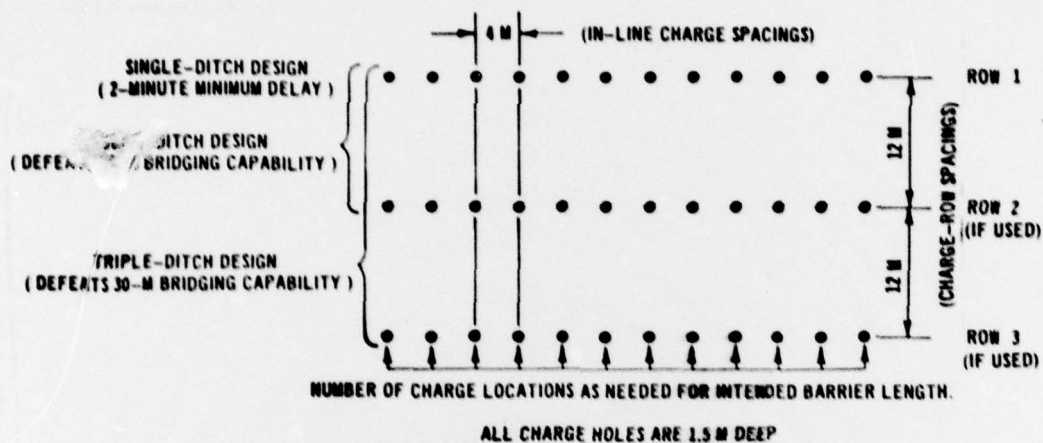 4 M (IN-LINE CHARGE SPACINGS)
SINGLE-DITCH DESIGN
(2-MINUTE MINIMUM DELAY)
ROW 1
DITCH DESIGN
BRIDGING CAPABILITY)
12 M
ROW 2
(IF USED)
(CHARGE-ROW SPACINGS)
TRIPLE-DITCH DESIGN
(DEFEATS 30-M BRIDGING CAPABILITY)
12 M
ROW 3
(IF USED)
NUMBER OF CHARGE LOCATIONS AS NEEDED FOR INTENDED BARRIER LENGTH.
ALL CHARGE HOLES ARE 1.5 M DEEP